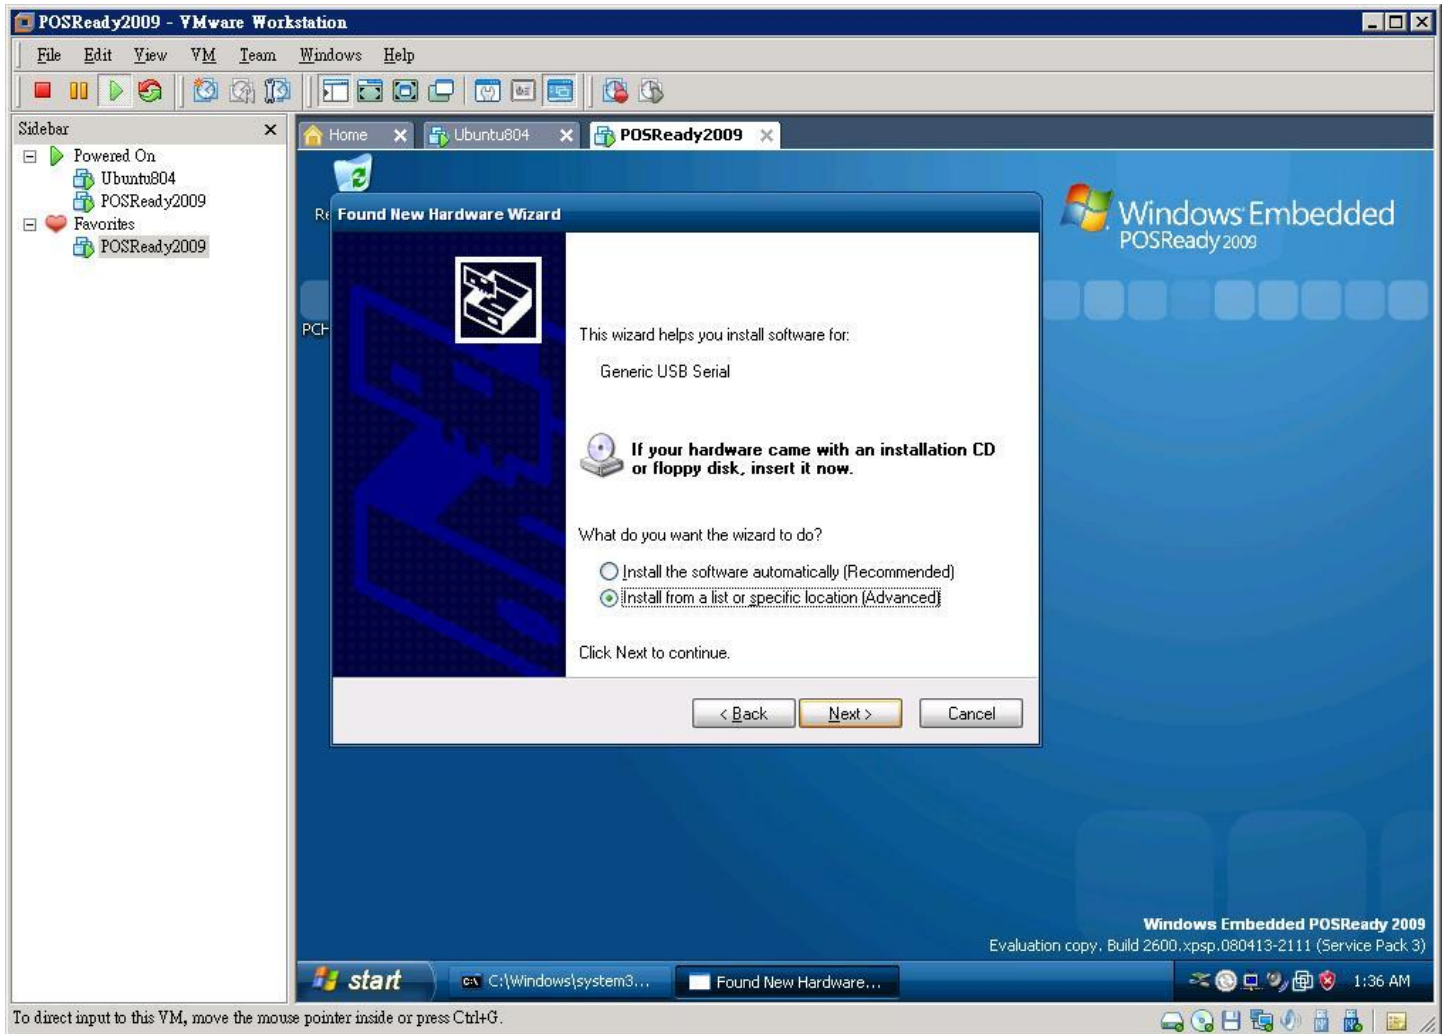 POSReady2009 - VMware Workstation
File Edit View VM Team Windows Help
Sidebar
Powered On
Ubuntu804
POSReady2009
Favorites
POSReady2009
Home Ubuntu804 POSReady2009
Re
PCH
Windows Embedded
POSReady 2009
Found New Hardware Wizard
This wizard helps you install software for:
Generic USB Serial
If your hardware came with an installation CD
or floppy disk, insert it now.
What do you want the wizard to do?
Install the software automatically (Recommended)
Install from a list or specific location (Advanced)
Click Next to continue.
< Back Next > Cancel
Windows Embedded POSReady 2009
Evaluation copy. Build 2600.xpsp.080413-2111 (Service Pack 3)
start C:\Windows\system3... Found New Hardware... 1:36 AM
To direct input to this VM, move the mouse pointer inside or press Ctrl+G.